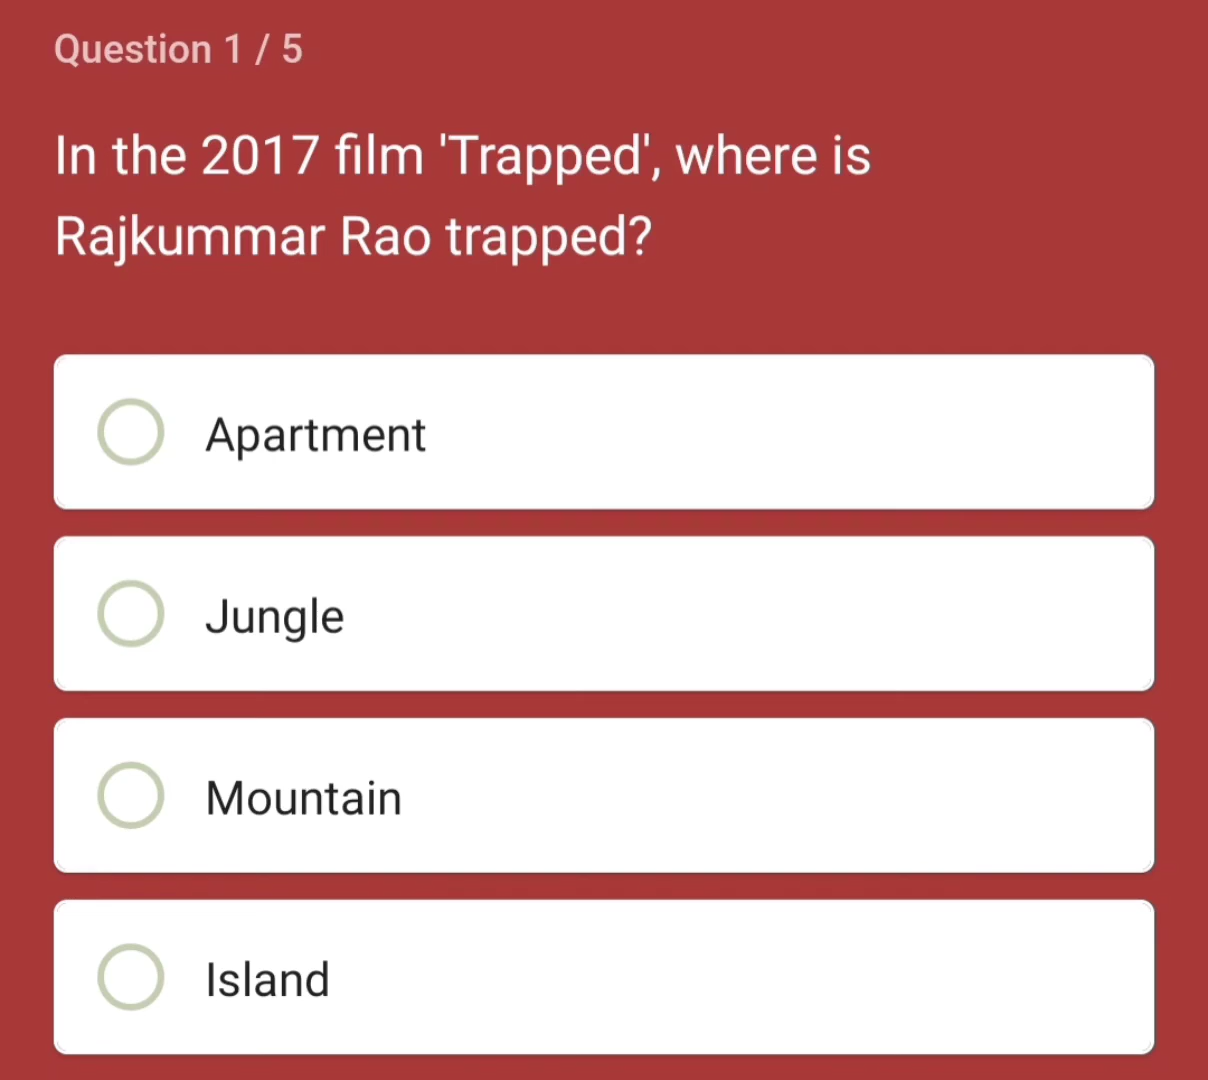 Question 1 / 5
In the 2017 film 'Trapped', where is
Rajkummar Rao trapped?
Apartment
Jungle
Mountain
Island